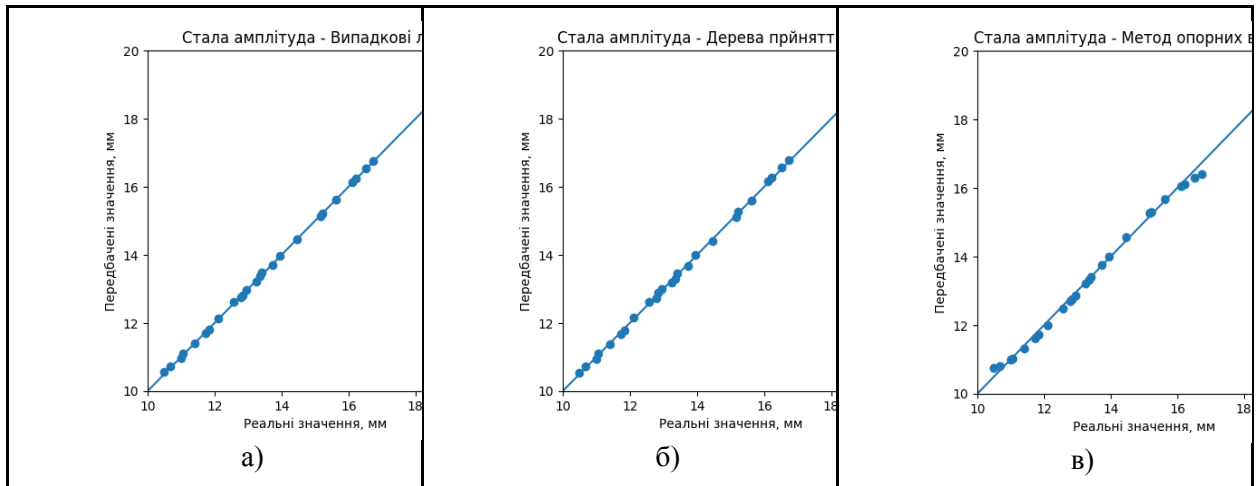 Стала амплітуда - Випадкові
20
18
16
14
12
10
Передбачені значення, мм
10 12 14 16 18
Реальні значення, мм
а)
Стала амплітуда - Дерева прйнятт
20
18
16
14
12
10
Передбачені значення, мм
10 12 14 16 18
Реальні значення, мм
б)
Стала амплітуда - Метод опорних в
20
18
16
14
12
10
Передбачені значення, мм
10 12 14 16 18
Реальні значення, мм
в)